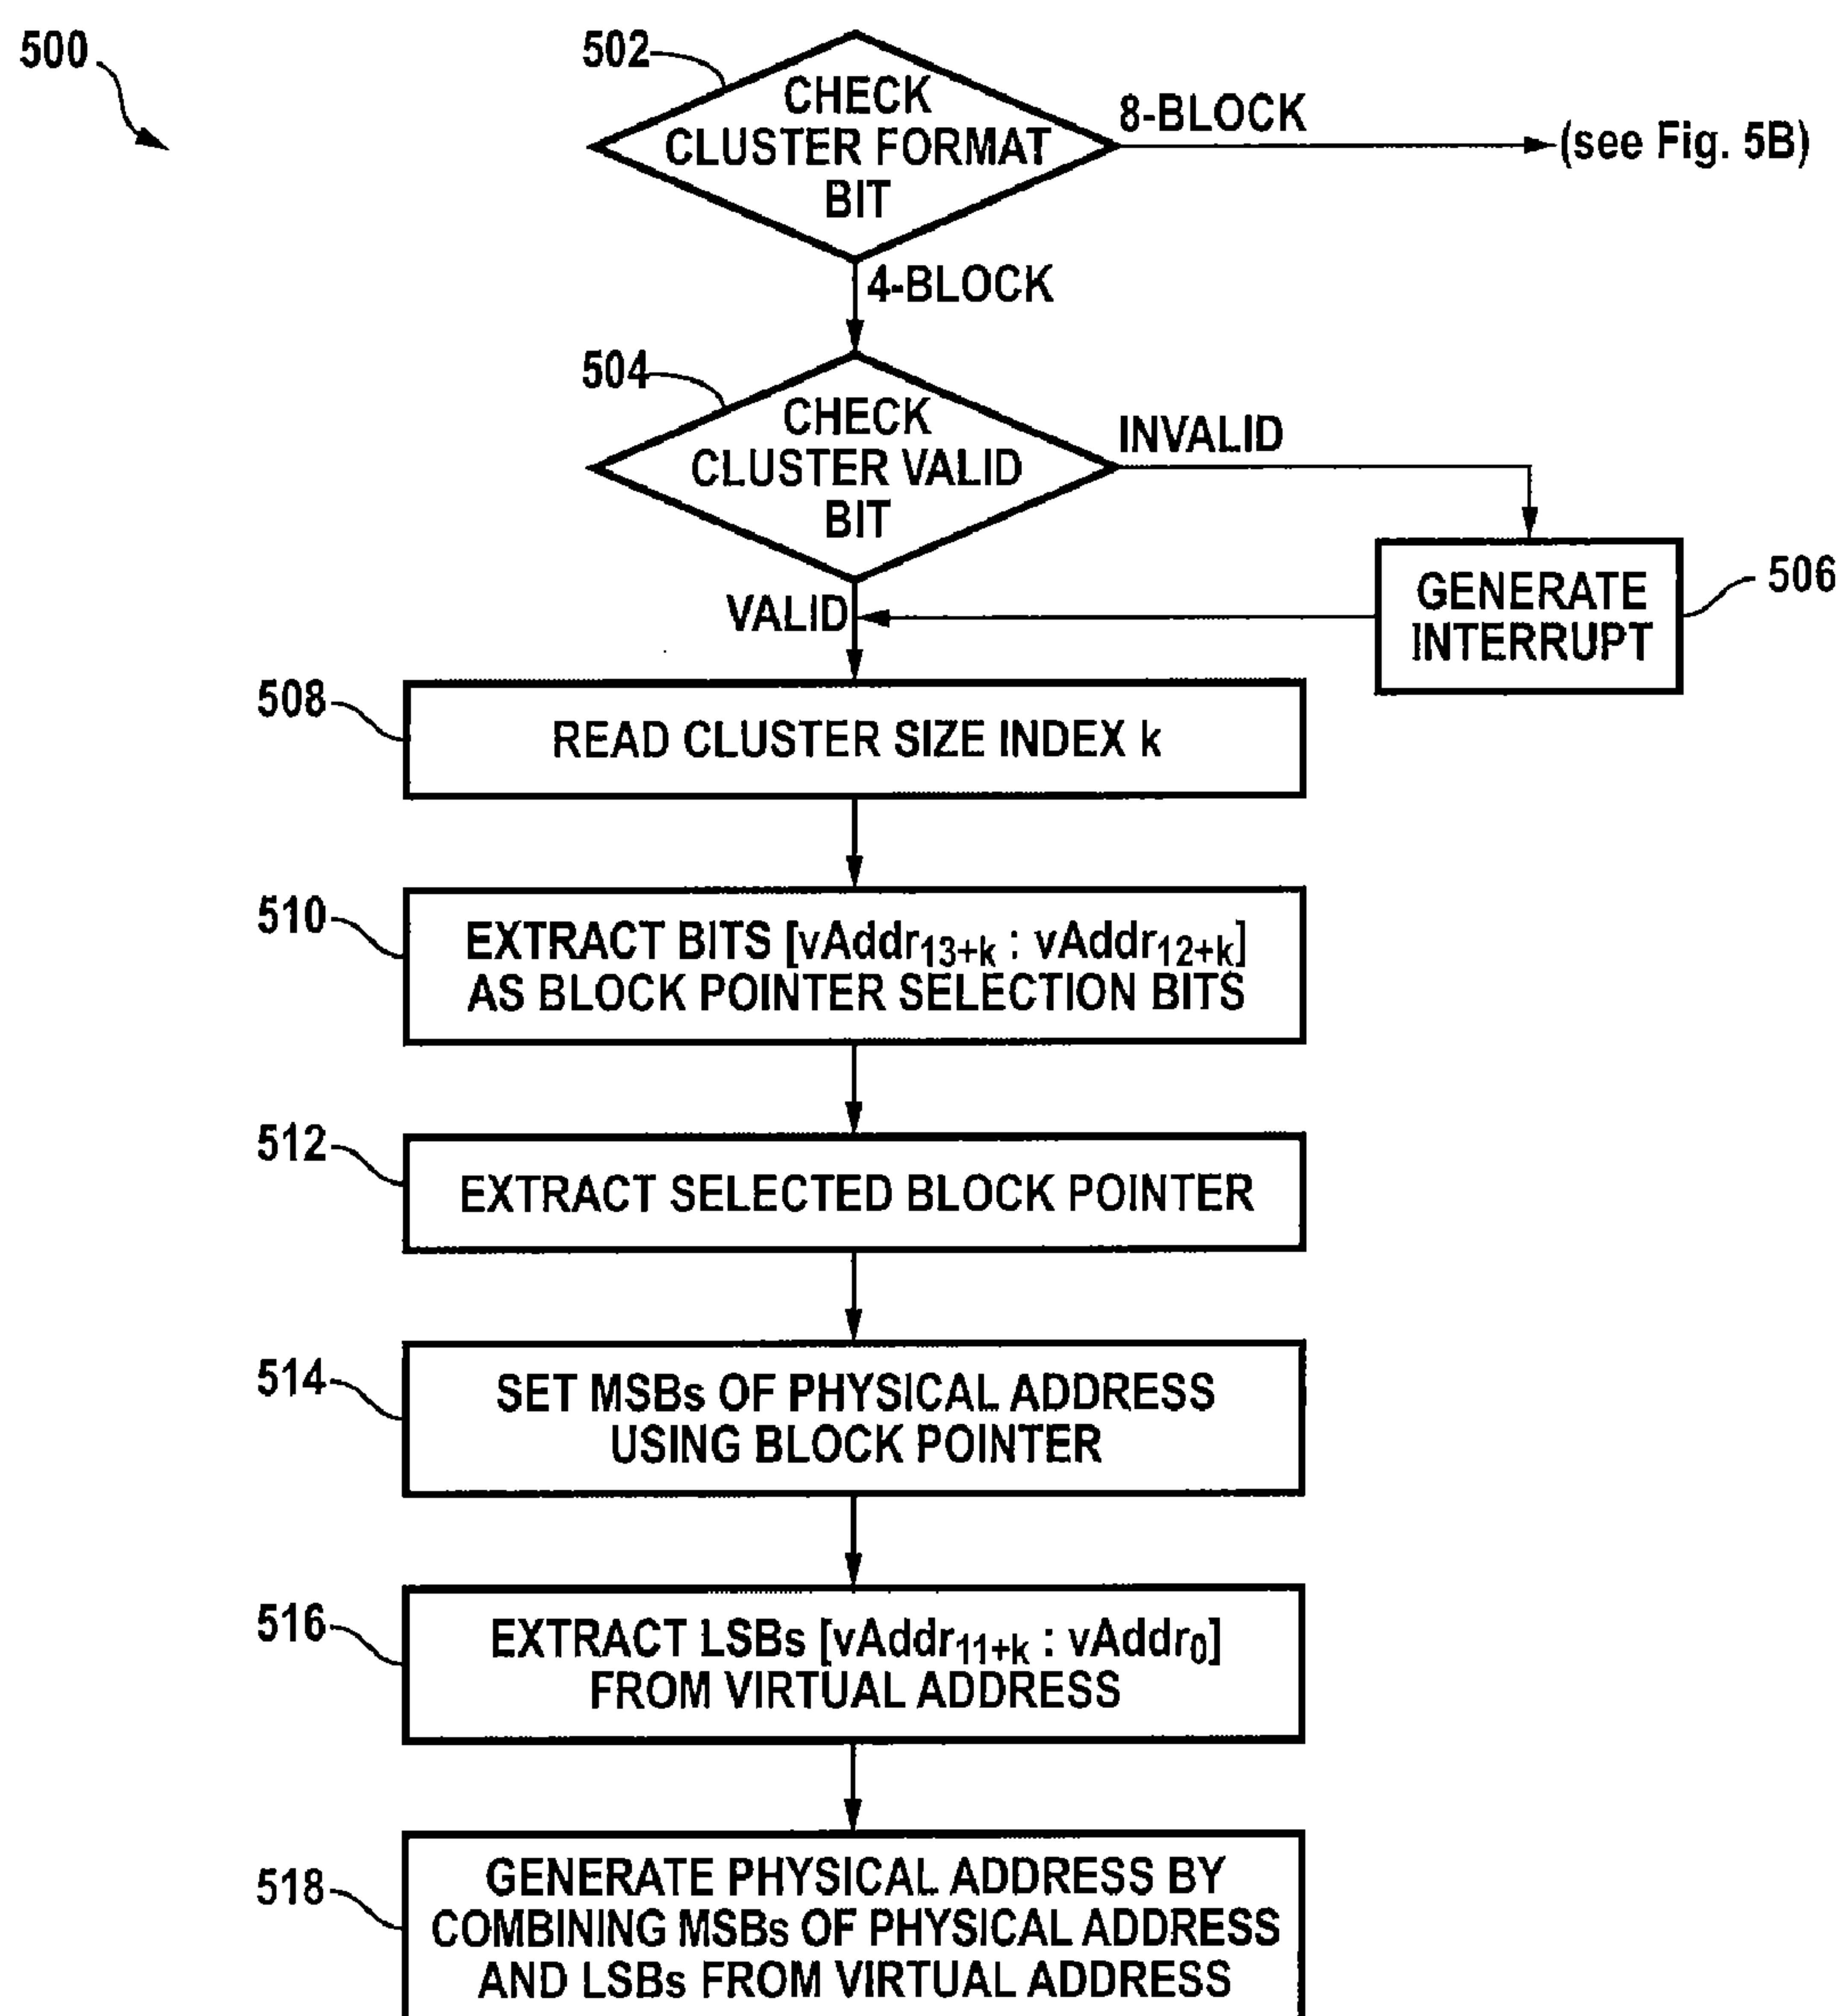 500
502
CHECK
CLUSTER FORMAT
BIT
8-BLOCK
(see Fig. 5B)
4-BLOCK
504
CHECK
CLUSTER VALID
BIT
INVALID
GENERATE
INTERRUPT
506
VALID
508
READ CLUSTER SIZE INDEX k
510
EXTRACT BITS [vAddr13+k : vAddr12+k]
AS BLOCK POINTER SELECTION BITS
512
EXTRACT SELECTED BLOCK POINTER
514
SET MSBs OF PHYSICAL ADDRESS
USING BLOCK POINTER
516
EXTRACT LSBs [vAddr11+k : vAddr0]
FROM VIRTUAL ADDRESS
518
GENERATE PHYSICAL ADDRESS BY
COMBINING MSBs OF PHYSICAL ADDRESS
AND LSBs FROM VIRTUAL ADDRESS